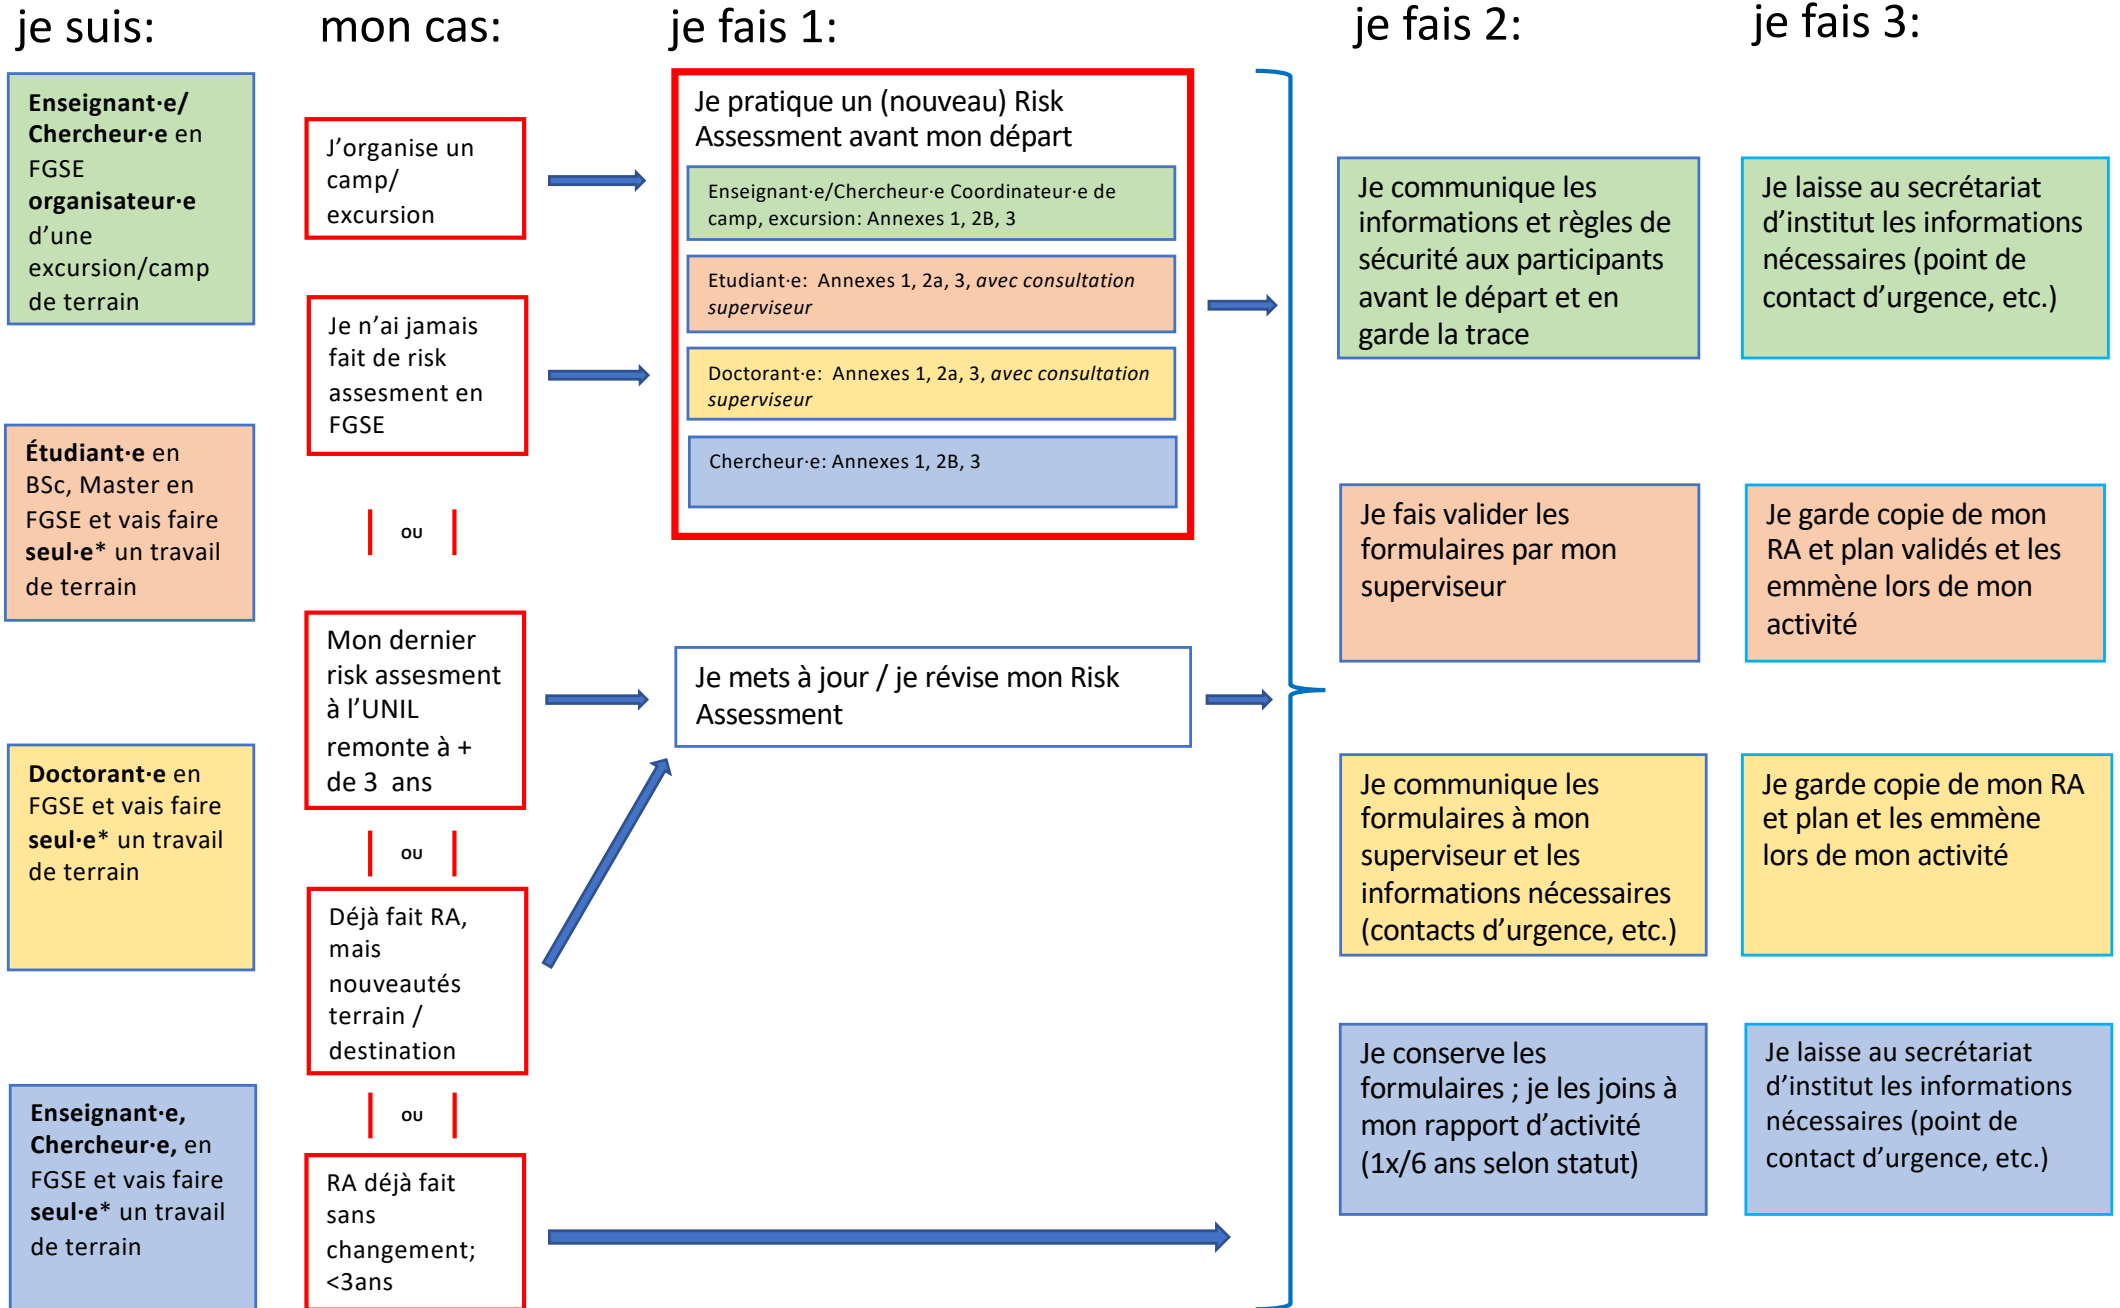 je suis:
mon cas:
je fais 1:
je fais 2:
je fais 3:
Enseignant·e/
Chercheur·e en
FGSE
organisateur·e
d'une
excursion/camp
de terrain
Étudiant·e en
BSc, Master en
FGSE et vais faire
seul·e* un travail
de terrain
Doctorant·e en
FGSE et vais faire
seul·e* un travail
de terrain
Enseignant·e,
Chercheur·e, en
FGSE et vais faire
seul·e* un travail
de terrain
J'organise un
camp/
excursion
Je n'ai jamais
fait de risk
assesment en
FGSE
ou
Mon dernier
risk assesment
à l'UNIL
remonte à +
de 3 ans
ou
Déjà fait RA,
mais
nouveautés
terrain /
destination
ou
RA déjà fait
sans
changement;
<3ans
Je pratique un (nouveau) Risk
Assessment avant mon départ
Enseignant·e/Chercheur·e Coordinateur·e de
camp, excursion: Annexes 1, 2B, 3
Etudiant·e: Annexes 1, 2a, 3, avec consultation
superviseur
Doctorant·e: Annexes 1, 2a, 3, avec consultation
superviseur
Chercheur·e: Annexes 1, 2B, 3
Je mets à jour / je révise mon Risk
Assessment
Je communique les
informations et règles de
sécurité aux participants
avant le départ et en
garde la trace
Je fais valider les
formulaires par mon
superviseur
Je communique les
formulaires à mon
superviseur et les
informations nécessaires
(contacts d'urgence, etc.)
Je conserve les
formulaires ; je les joins à
mon rapport d'activité
(1x/6 ans selon statut)
Je laisse au secrétariat
d'institut les informations
nécessaires (point de
contact d'urgence, etc.)
Je garde copie de mon
RA et plan validés et les
emmène lors de mon
activité
Je garde copie de mon RA
et plan et les emmène
lors de mon activité
Je laisse au secrétariat
d'institut les informations
nécessaires (point de
contact d'urgence, etc.)